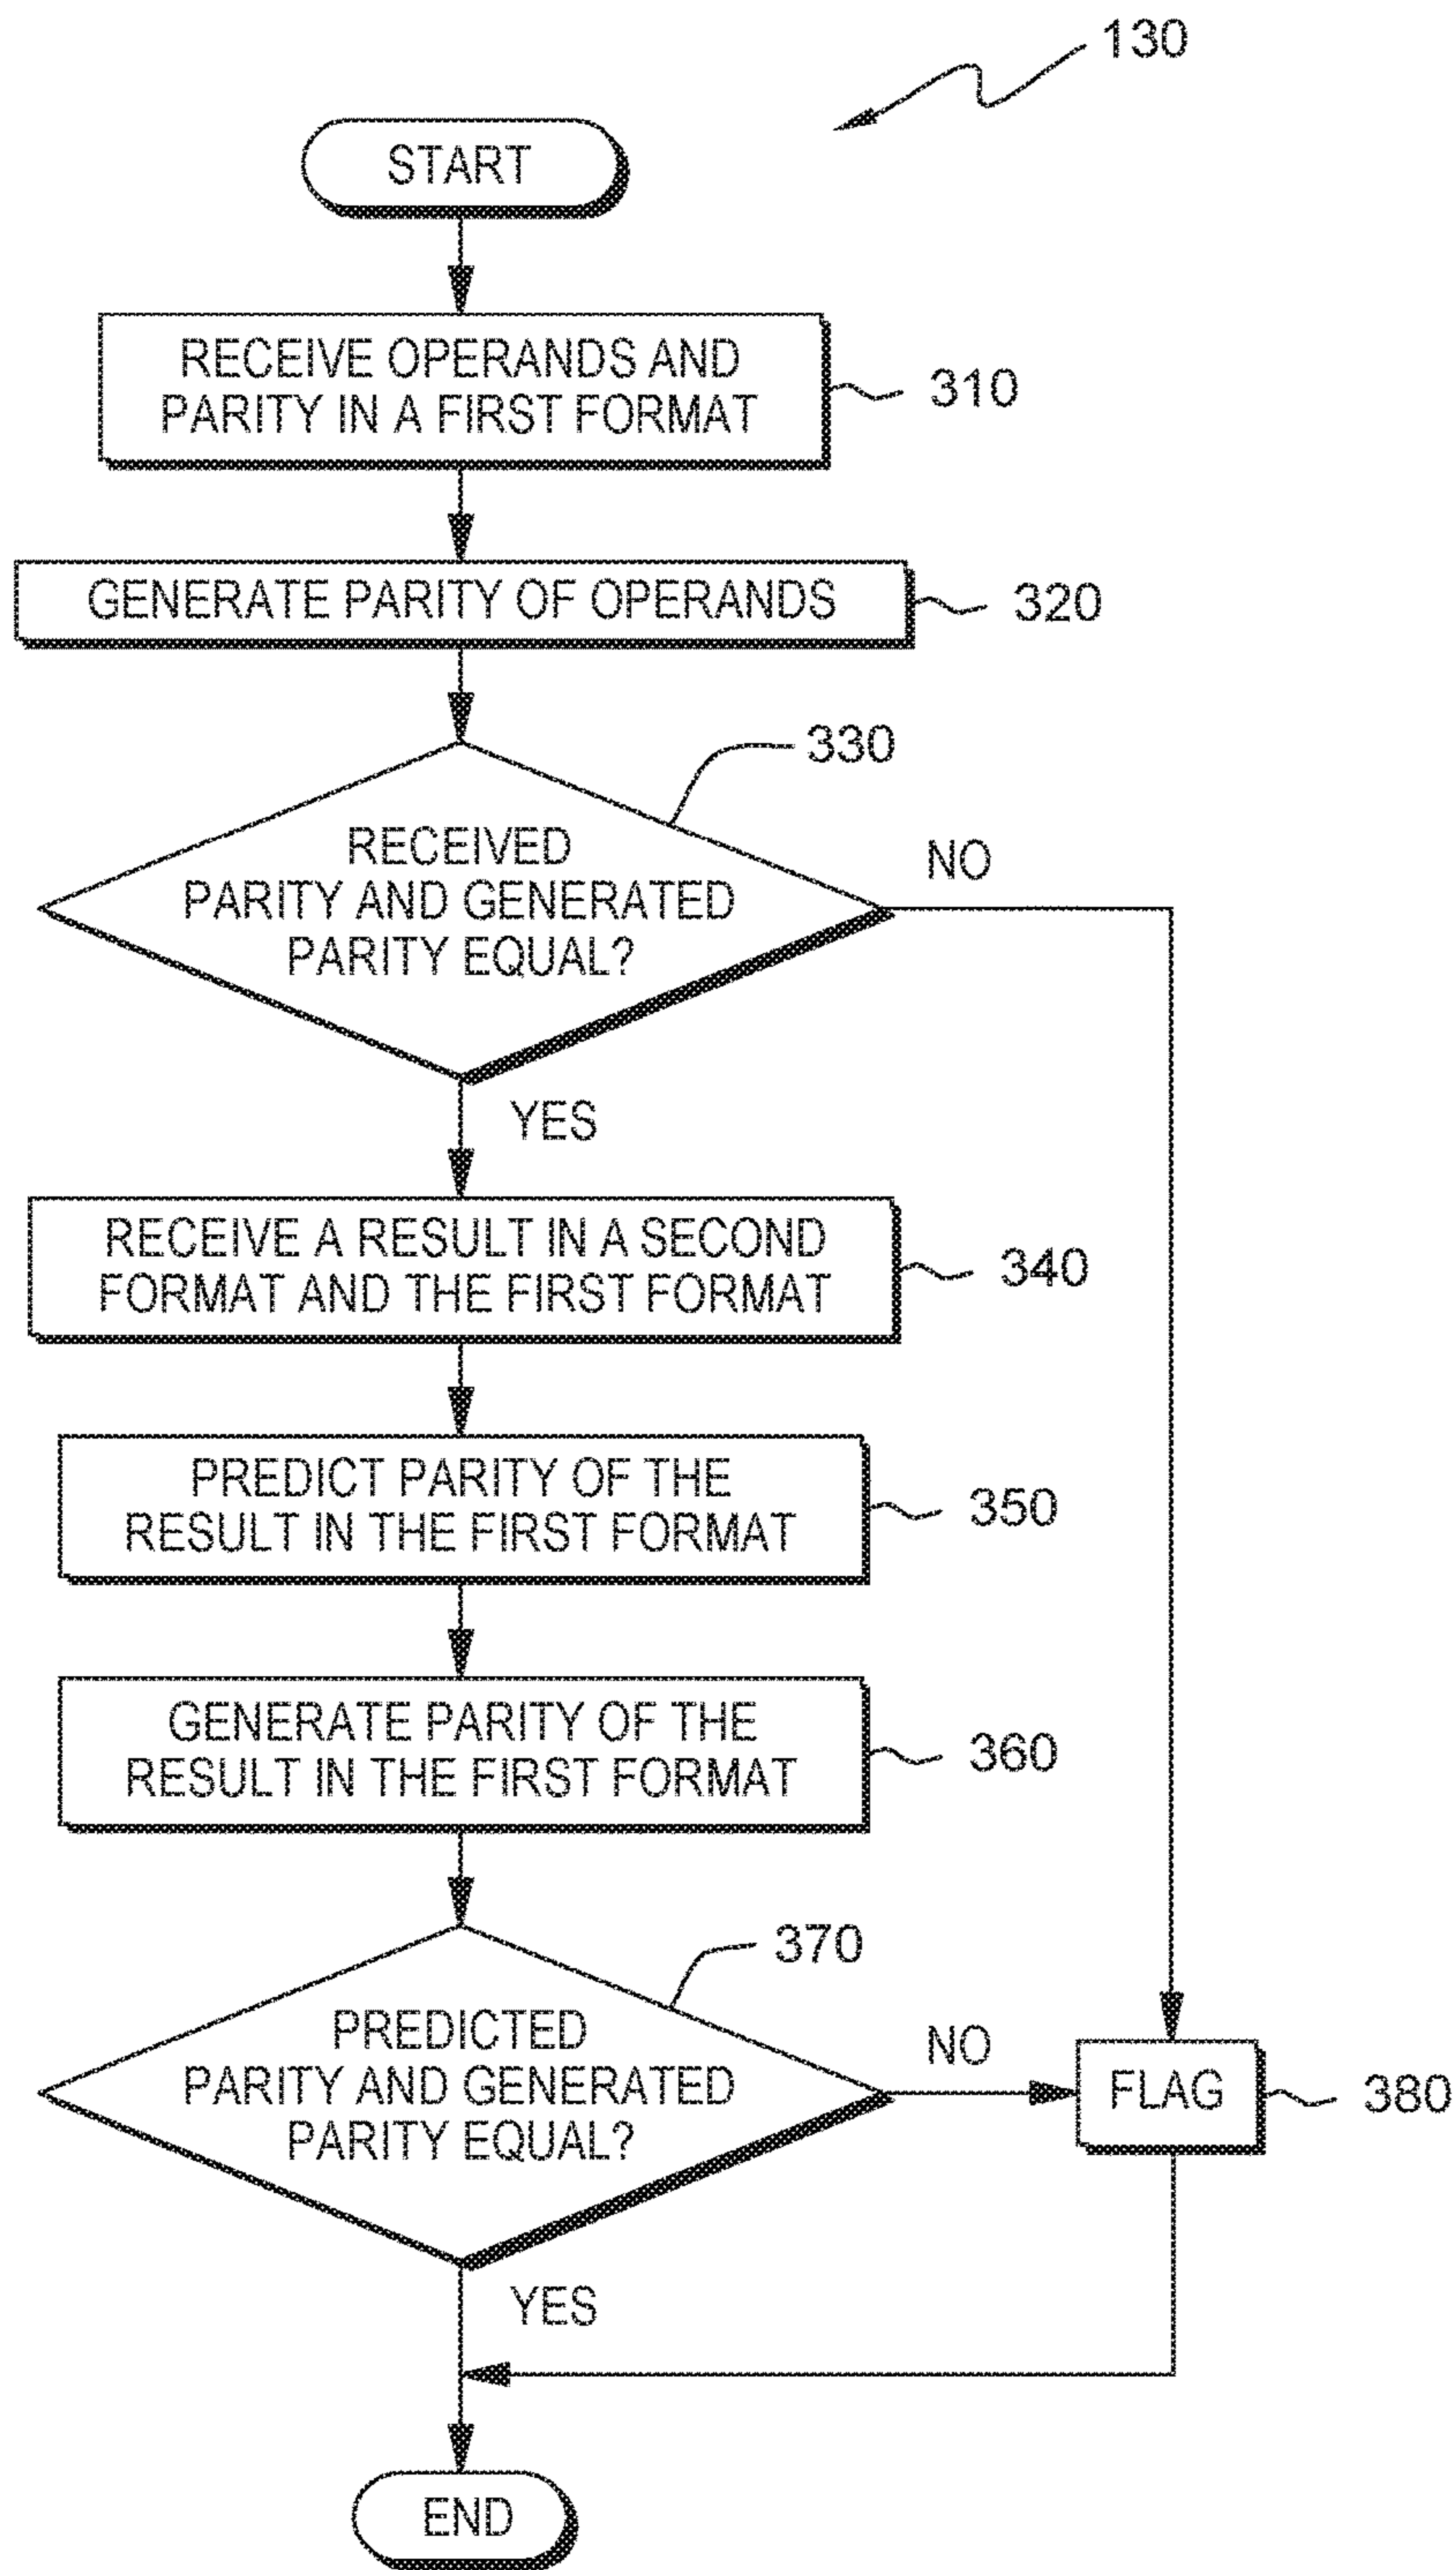 130
START
RECEIVE OPERANDS AND
PARITY IN A FIRST FORMAT
310
GENERATE PARITY OF OPERANDS
320
330
RECEIVED
PARITY AND GENERATED
PARITY EQUAL?
NO
YES
RECEIVE A RESULT IN A SECOND
FORMAT AND THE FIRST FORMAT
340
PREDICT PARITY OF THE
RESULT IN THE FIRST FORMAT
350
GENERATE PARITY OF THE
RESULT IN THE FIRST FORMAT
360
370
PREDICTED
PARITY AND GENERATED
PARITY EQUAL?
NO
FLAG
380
YES
END